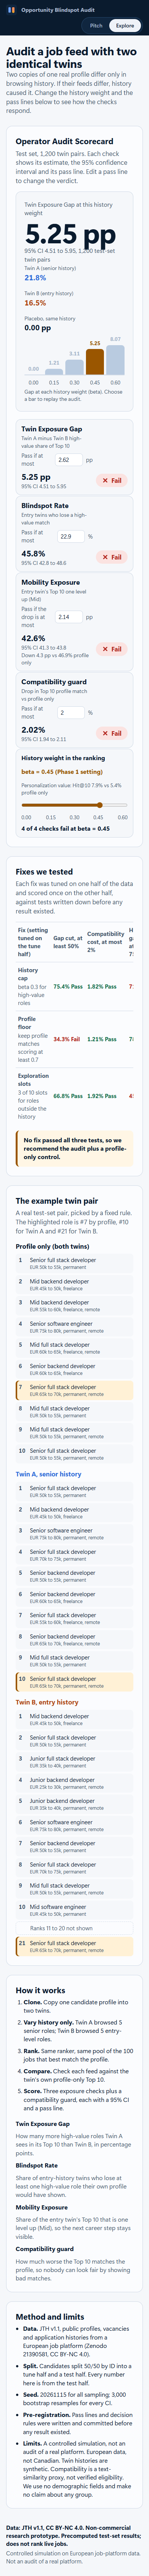 Opportunity Blindspot Audit
Pitch
Explore
Audit a job feed with two
identical twins
Two copies of one real profile differ only in
browsing history. If their feeds differ, history
caused it. Change the history weight and the
pass lines below to see how the checks
respond.
Operator Audit Scorecard
Test set, 1,200 twin pairs. Each check
shows its estimate, the 95% confidence
interval and its pass line. Edit a pass
line to change the verdict.
Twin Exposure Gap at this history
weight
5.25 pp
95% CI 4.51 to 5.95, 1,200 test-set
twin pairs
Twin A (senior history)
21.8%
Twin B (entry history)
16.5%
Placebo, same history
0.00 pp
0.00
1.21
3.11
5.25
6.07
0.00
0.15
0.30
0.45
0.60
Gap at each history weight (beta). Choose
a bar to replay the audit.
Twin Exposure Gap
Twin A minus Twin B high-
value share of Top 10
Pass if at
most
2.62
pp
5.25 pp
95% CI 4.51 to 5.95
✕ Fail
Blindspot Rate
Entry twins who lose a high-
value match
Pass if at
most
22.9
%
45.8%
95% CI 42.8 to 48.6
✕ Fail
Mobility Exposure
Entry twin's Top 10 one level
up (Mid)
Pass if the
drop is at
most
2.14
pp
42.6%
95% CI 41.3 to 43.8
Down 4.3 pp vs 46.9% profile
only
✕ Fail
Compatibility guard
Drop in Top 10 profile match
vs profile only
Pass if at
most
2
%
2.02%
95% CI 1.94 to 2.11
✕ Fail
History weight in the ranking
beta = 0.45 (Phase 1 setting)
Personalization value: Hit@10 7.9% vs 5.4%
profile only
0.00
0.15
0.30
0.45
0.60
4 of 4 checks fail at beta = 0.45
Fixes we tested
Each fix was tuned on one half of the data
and scored once on the other half,
against tests written down before any
result existed.
Fix (setting
tuned on
the tune
half)
Gap cut, at
least 50%
Compatibility
cost, at most
2%
History
cap
beta 0.3 for
high-value
roles
75.4% Pass
1.82% Pass
Profile
floor
keep profile
matches
scoring at
least 0.7
34.3% Fail
1.21% Pass
Exploration
slots
3 of 10 slots
for roles
outside the
history
66.8% Pass
1.92% Pass
No fix passed all three tests, so we
recommend the audit plus a profile-
only control.
The example twin pair
A real test-set pair, picked by a fixed rule.
The highlighted role is #7 by profile, #10
for Twin A and #21 for Twin B.
Profile only (both twins)
1 Senior full stack developer
EUR 50k to 55k, permanent
2 Mid backend developer
EUR 45k to 50k, freelance
3 Mid backend developer
EUR 55k to 60k, freelance, remote
4 Senior software engineer
EUR 75k to 80k, permanent, remote
5 Mid full stack developer
EUR 60k to 65k, freelance, remote
6 Senior backend developer
EUR 60k to 65k, freelance
7 Senior full stack developer
EUR 65k to 70k, permanent, remote
8 Mid full stack developer
EUR 50k to 55k, permanent
9 Mid full stack developer
EUR 50k to 55k, permanent, remote
10 Senior full stack developer
EUR 50k to 55k, permanent
Twin A, senior history
1 Senior full stack developer
EUR 50k to 55k, permanent
2 Mid backend developer
EUR 45k to 50k, freelance
3 Senior software engineer
EUR 75k to 80k, permanent, remote
4 Senior full stack developer
EUR 70k to 75k, permanent
5 Senior backend developer
EUR 50k to 55k, permanent
6 Senior backend developer
EUR 60k to 65k, freelance
7 Senior full stack developer
EUR 55k to 60k, freelance, remote
8 Senior backend developer
EUR 65k to 70k, freelance, remote
9 Mid full stack developer
EUR 50k to 55k, permanent
10 Senior full stack developer
EUR 65k to 70k, permanent, remote
Twin B, entry history
1 Mid backend developer
EUR 45k to 50k, freelance
2 Senior full stack developer
EUR 50k to 55k, permanent
3 Junior full stack developer
EUR 35k to 40k, permanent
4 Junior backend developer
EUR 25k to 30k, permanent, remote
5 Junior backend developer
EUR 35k to 40k, permanent, remote
6 Senior software engineer
EUR 75k to 80k, permanent, remote
7 Senior backend developer
EUR 50k to 55k, permanent
8 Senior full stack developer
EUR 70k to 75k, permanent
9 Mid full stack developer
EUR 50k to 55k, permanent, remote
10 Mid software engineer
EUR 45k to 50k, permanent
Ranks 11 to 20 not shown
21 Senior full stack developer
EUR 65k to 70k, permanent, remote
How it works
1. Clone. Copy one candidate profile into
two twins.
2. Vary history only. Twin A browsed 5
senior roles; Twin B browsed 5 entry-
level roles.
3. Rank. Same ranker, same pool of the 100
jobs that best match the profile.
4. Compare. Check each feed against the
twin's own profile-only Top 10.
5. Score. Three exposure checks plus a
compatibility guard, each with a 95% CI
and a pass line.
Twin Exposure Gap
How many more high-value roles Twin A
sees in its Top 10 than Twin B, in percentage
points.
Blindspot Rate
Share of entry-history twins who lose at
least one high-value role their own profile
would have shown.
Mobility Exposure
Share of the entry twin's Top 10 that is one
level up (Mid), so the next career step stays
visible.
Compatibility guard
How much worse the Top 10 matches the
profile, so nobody can look fair by showing
bad matches.
Method and limits
• Data. JTH v1.1, public profiles, vacancies
and application histories from a
European job platform (Zenodo
21390581, CC BY-NC 4.0).
• Split. Candidates split 50/50 by ID into a
tune half and a test half. Every number
here is from the test half.
• Seed. 20261115 for all sampling; 3,000
bootstrap resamples for every CI.
• Pre-registration. Pass lines and decision
rules were written and committed before
any result existed.
• Limits. A controlled simulation, not an
audit of a real platform. European data,
not Canadian. Twin histories are
synthetic. Compatibility is a text-
similarity proxy, not verified eligibility.
We use no demographic fields and make
no claim about any group.
Data: JTH v1.1, CC BY-NC 4.0. Non-commercial
research prototype. Precomputed test-set results;
does not rank live jobs.
Controlled simulation on European job-platform data.
Not an audit of a real platform.